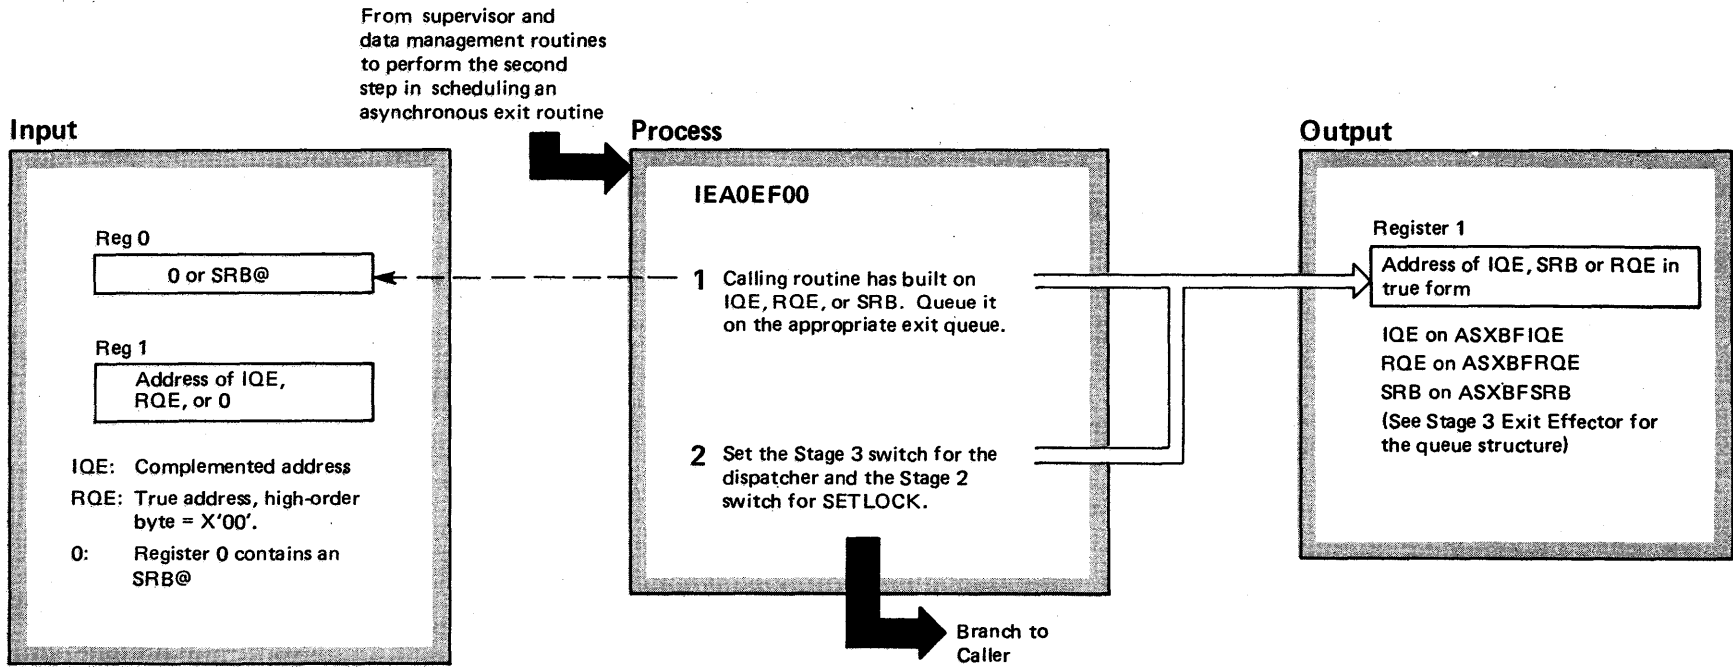 From supervisor and
data management routines
to perform the second
step in scheduling an
asynchronous exit routine
Input
Reg 0
0 or SRB@
Reg 1
Address of IQE,
RQE, or 0
IQE: Complemented address
RQE: True address, high-order
byte = X'00'.
0: Register 0 contains an
SRB@
Process
IEA0EF00
1 Calling routine has built on
IQE, RQE, or SRB. Queue it
on the appropriate exit queue.
2 Set the Stage 3 switch for the
dispatcher and the Stage 2
switch for SETLOCK.
Branch to
Caller
Output
Register 1
Address of IQE, SRB or RQE in
true form
IQE on ASXBFIQE
RQE on ASXBFRQE
SRB on ASXBFSRB
(See Stage 3 Exit Effector for
the queue structure)